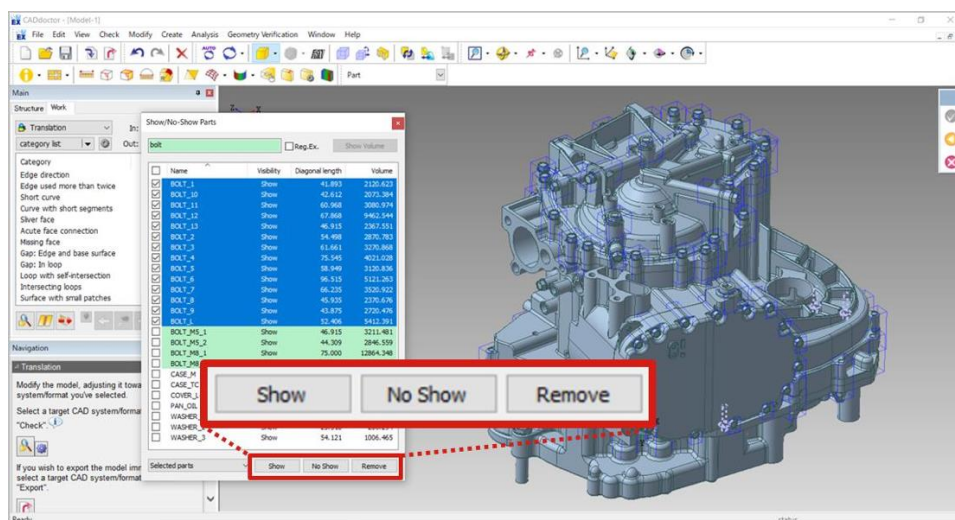 CADdoctor - [Model-1]
File Edit View Check Modify Create Analysis Geometry Verification Window Help
Part
Main
Structure Work
Translation In:
category list Out:
Category
Edge direction
Edge used more than twice
Short curve
Curve with short segments
Sliver face
Acute face connection
Missing face
Gap: Edge and base surface
Gap: In loop
Loop with self-intersection
Intersecting loops
Surface with small patches
Navigation
Translation
Modify the model, adjusting it towa
system/format you've selected.
Select a target CAD system/forma
"Check".
If you wish to export the model imm
select a target CAD system/format
"Export".
Ready
Show/No-Show Parts
bolt Reg.Ex. Show Volume
Name Visibility Diagonal length Volume
BOLT_1 Show 41.893 2120.623
BOLT_10 Show 42.612 2073.384
BOLT_11 Show 60.968 3080.974
BOLT_12 Show 67.868 9462.544
BOLT_13 Show 46.915 2367.551
BOLT_2 Show 54.498 2870.783
BOLT_3 Show 61.661 3270.868
BOLT_4 Show 75.545 4021.028
BOLT_5 Show 58.949 3120.836
BOLT_6 Show 96.515 5121.263
BOLT_7 Show 66.235 3520.922
BOLT_8 Show 45.935 2370.676
BOLT_9 Show 43.875 2720.476
BOLT_L Show 52.406 5412.391
BOLT_M5_1 Show 46.915 3211.481
BOLT_M5_2 Show 44.309 2846.559
BOLT_M8_1 Show 75.000 12864.348
CASE_M
CASE_TC
COVER_L
PAN_OIL
WASHER_3 Show 54.121 1006.465
Selected parts Show No Show Remove
Show No Show Remove
Z X
status